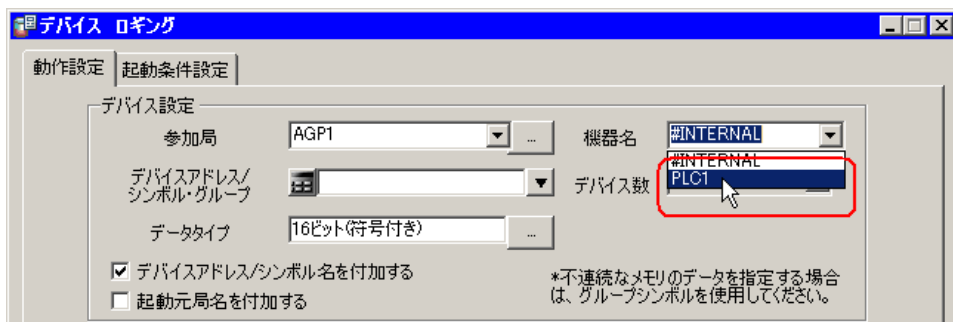 デバイス ロギング
動作設定 起動条件設定
デバイス設定
参加局 AGP1 ... 機器名 #INTERNAL
#INTERNAL
PLC1
デバイスアドレス/
シンボル・グループ デバイス数
データタイプ 16ビット(符号付き) ...
デバイスアドレス/シンボル名を付加する
起動元局名を付加する
*不連続なメモリのデータを指定する場合
は、グループシンボルを使用してください。